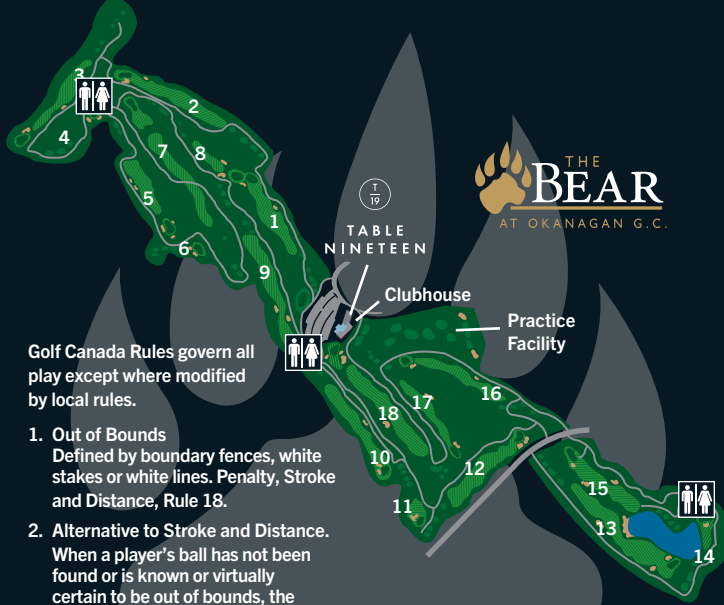 3
2
4
7
8
5
1
6
9
THE
BEAR
AT OKANAGAN G.C.
T
19
TABLE
NINETEEN
Clubhouse
Practice
Facility
Golf Canada Rules govern all
play except where modified
by local rules.
1. Out of Bounds
Defined by boundary fences, white
stakes or white lines. Penalty, Stroke
and Distance, Rule 18.
2. Alternative to Stroke and Distance.
When a player’s ball has not been
found or is known or virtually
certain to be out of bounds, the
16
17
18
10
12
11
15
13
14